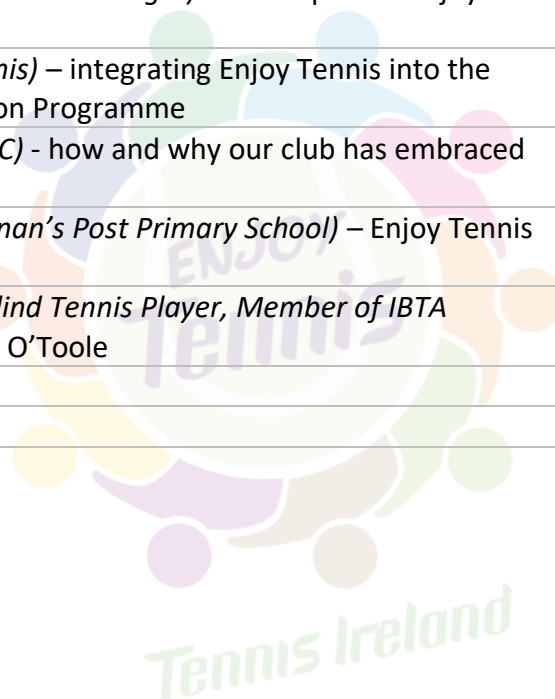 nis) – integrating Enjoy Tennis into the
on Programme
C) - how and why our club has embraced
nan’s Post Primary School) – Enjoy Tennis
lind Tennis Player, Member of IBTA
O’Toole
ENJOY
Tennis
Tennis Ireland